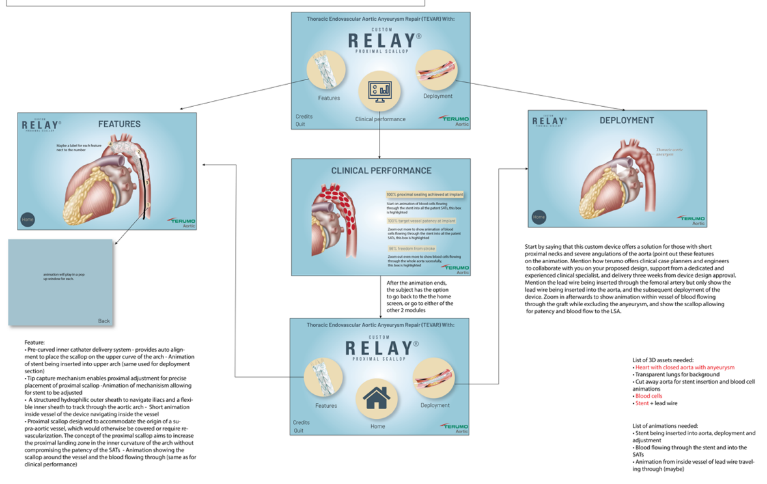 Thoracic Endovascular Aortic Anyeurysm Repair (TEVAR) With:
CUSTOM
RELAY®
PROXIMAL SCALLOP
Features
Deployment
Credits
Quit
Clinical performance
TERUMO
Aortic
RELAY®
PROXIMAL SCALLOP
FEATURES
Maybe a label for each feature
next to the number
Home
TERUMO
Aortic
Animation will play in a pop
up window for each
Back
CLINICAL PERFORMANCE
100% proximal sealing achieved at implant
Start on animation of blood cells flowing
through the stent into all the patent SATs, this box
is highlighted
100% target vessel patency at implant
Zoom out more to show animation of blood
cells flowing through the stent into all the patent
SATs, this box is highlighted
freedom from stroke
Zoom out even more to show blood cells flowing
through the whole aorta successfully,
this box is highlighted
TERUMO
Aortic
After the animation ends,
the subject has the option
to go back to the the home
screen, or go to either of the
other 2 modules
Thoracic Endovascular Aortic Anyeurysm Repair (TEVAR) With:
CUSTOM
RELAY®
PROXIMAL SCALLOP
Features
Deployment
Credits
Quit
Home
TERUMO
Aortic
RELAY®
DEPLOYMENT
Home
TERUMO
Aortic
Start by saying that this custom device offers a solution for those with short
proximal necks and severe angulations of the aorta (point out these features
on the animation. Mention how terumo offers clinical case planners and engineers
to collaborate with you on your proposed design, support from a dedicated and
experienced clinical specialist, and delivery three weeks from device design approval.
Mention the lead wire being inserted through the femoral artery but only show the
lead wire being inserted into the aorta, and the subsequent deployment of the
device. Zoom in afterwards to show animation within vessel of blood flowing
through the graft while excluding the anyeurysm, and show the scallop allowing
for patency and blood flow to the LSA.
Feature:
• Pre-curved inner cathater delivery system - provides auto align-
ment to place the scallop on the upper curve of the arch - Animation
of stent being inserted into upper arch (same used for deployment
section)
• Tip capture mechanism enables proximal adjustment for precise
placement of proximal scallop -Animation of mechanisism allowing
for stent to be adjusted
• A structured hydrophilic outer sheath to navigate iliacs and a flexi-
ble inner sheath to track through the aortic arch - Short animation
inside vessel of the device navigating inside the vessel
• Proximal scallop designed to accommodate the origin of a su-
pra-aortic vessel, which would otherwise be covered or require re-
vascularization. The concept of the proximal scallop aims to increase
the proximal landing zone in the inner curvature of the arch without
compromising the patency of the SATs - Animation showing the
scallop around the vessel and the blood flowing through (same as for
clinical performance)
List of 3D assets needed:
• Heart with closed aorta with anyeurysm
• Transparent lungs for background
• Cut away aorta for stent insertion and blood cell
animations
• Blood cells
• Stent + lead wire
List of animations needed:
• Stent being inserted into aorta, deployment and
adjustment
• Blood flowing through the stent and into the
SATs
• Animation from inside vessel of lead wire travel-
ing through (maybe)